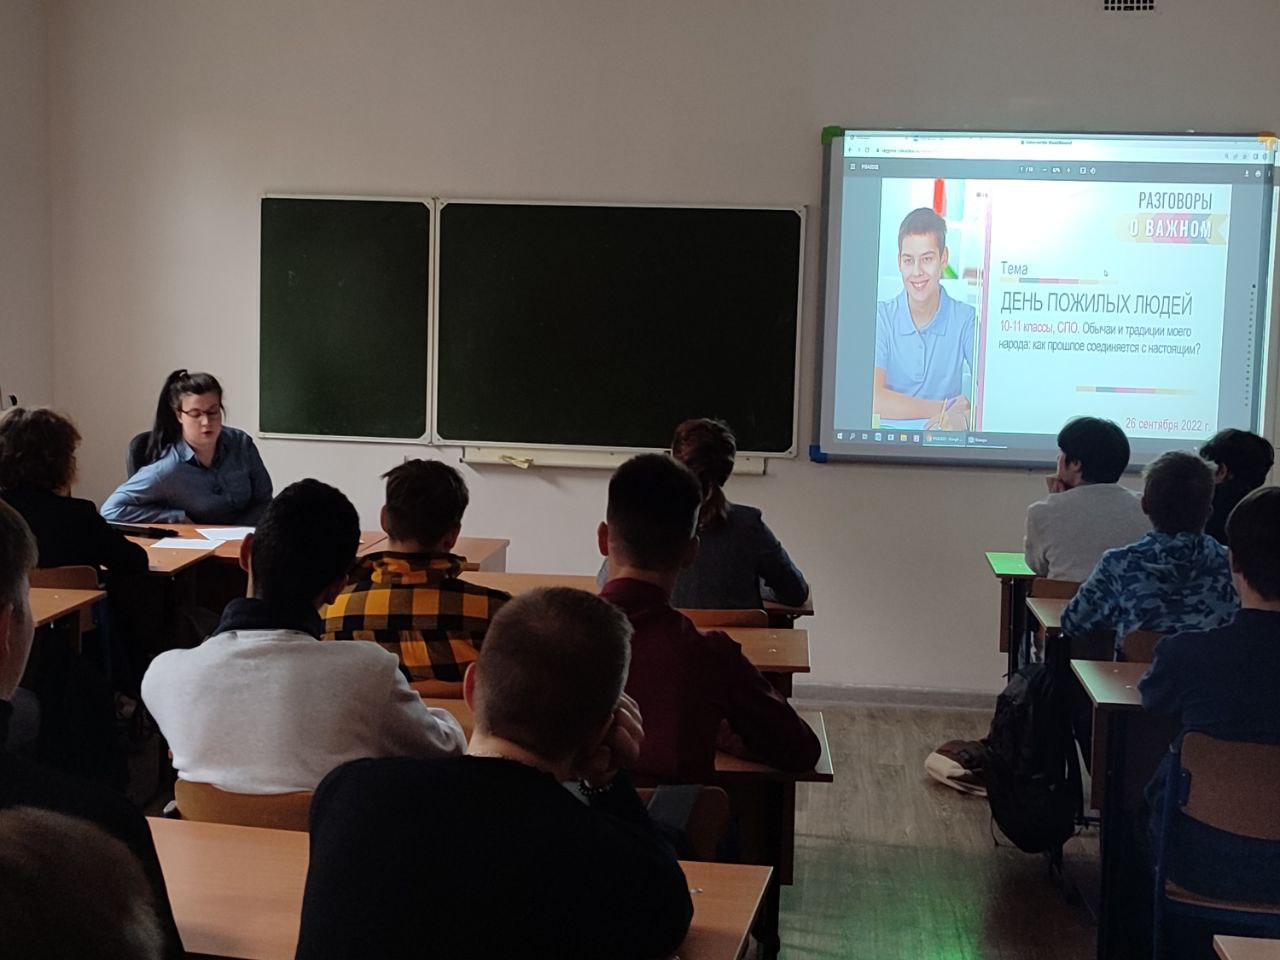 РАЗГОВОРЫ
О ВАЖНОМ
Тема
ДЕНЬ ПОЖИЛЫХ ЛЮДЕЙ
10-11 классы, СПО. Обычаи и традиции моего
народа: как прошлое соединяется с настоящим?
26 сентября 2022 г.